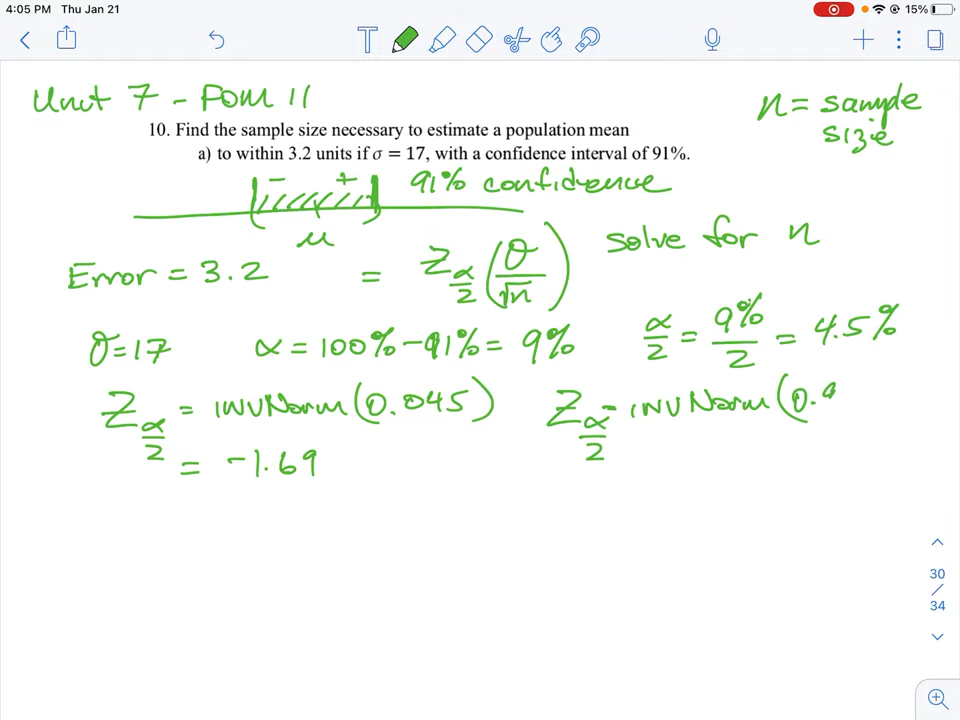 4:05 PM Thu Jan 21
15%
T
Unit 7 - POM 11
n = sample
size
10. Find the sample size necessary to estimate a population mean
a) to within 3.2 units if σ = 17, with a confidence interval of 91%.
- + 91% confidence
μ
solve for n
Error = 3.2 = Z α/2 (σ/√n)
σ = 17 α = 100% - 91% = 9% α/2 = 9%/2 = 4.5%
Z α/2 = invNorm(0.045) Z α/2 = invNorm(0.9
= -1.69
30
/
34